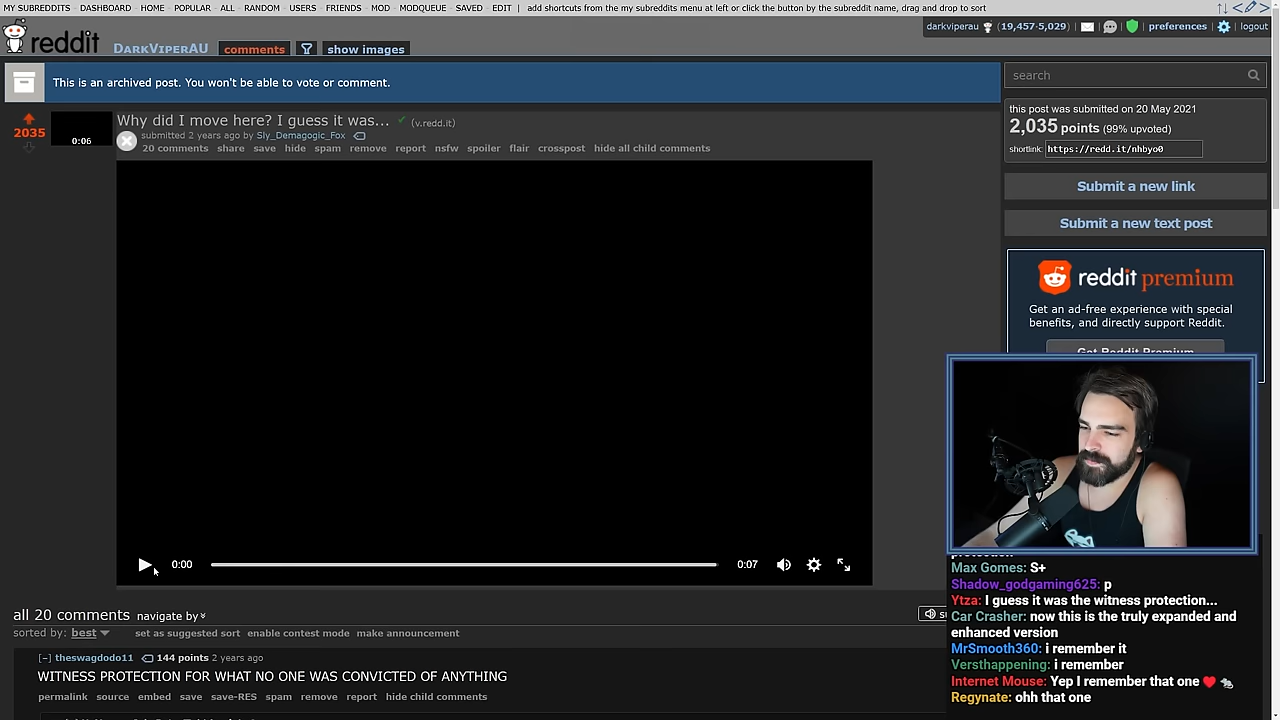 MY SUBREDDITS - DASHBOARD - HOME - POPULAR - ALL - RANDOM - USERS - FRIENDS - MOD - MODQUEUE - SAVED - EDIT | add shortcuts from the my subreddits menu at left or click the button by the subreddit name, drag and drop to sort
reddit DARKVIPERAU comments show images
darkviperau (19,457·5,029) | preferences | logout
This is an archived post. You won't be able to vote or comment.
search
2035
0:06
Why did I move here? I guess it was... ✓ (v.redd.it)
submitted 2 years ago by Sly_Demagogic_Fox
20 comments share save hide spam remove report nsfw spoiler flair crosspost hide all child comments
this post was submitted on 20 May 2021
2,035 points (99% upvoted)
shortlink: https://redd.it/nhbyo0
Submit a new link
Submit a new text post
reddit premium
Get an ad-free experience with special
benefits, and directly support Reddit.
Get Reddit Premium
0:00 0:07
all 20 comments navigate by
sorted by: best set as suggested sort enable contest mode make announcement
[–] theswagdodo11 144 points 2 years ago
WITNESS PROTECTION FOR WHAT NO ONE WAS CONVICTED OF ANYTHING
permalink source embed save save-RES spam remove report hide child comments
protection
Max Gomes: S+
Shadow_godgaming625: p
Ytza: I guess it was the witness protection...
Car Crasher: now this is the truly expanded and
enhanced version
MrSmooth360: i remember it
Versthappening: i remember
Internet Mouse: Yep I remember that one ♥️ 🐁
Regynate: ohh that one